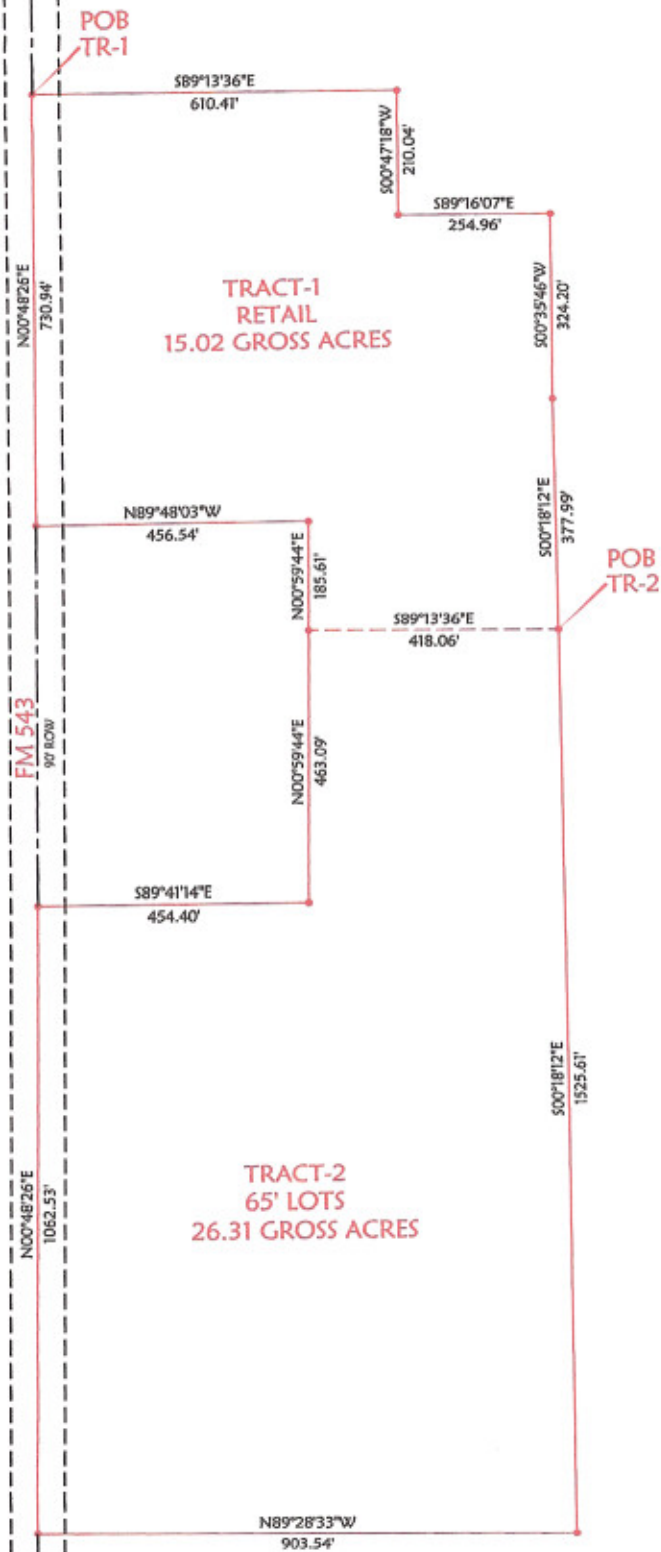 POB
TR-1
S89°13'36"E
610.41'
S00°47'18"W
210.04'
S89°16'07"E
254.96'
N00°48'26"E
730.94'
TRACT-1
RETAIL
15.02 GROSS ACRES
S00°35'46"W
324.20'
N89°48'03"W
456.54'
N00°59'44"E
185.61'
S00°18'12"E
377.99'
POB
TR-2
S89°13'36"E
418.06'
FM 543
90' ROW
N00°59'44"E
463.09'
S89°41'14"E
454.40'
S00°18'12"E
1525.61'
N00°48'26"E
1062.53'
TRACT-2
65' LOTS
26.31 GROSS ACRES
N89°28'33"W
903.54'